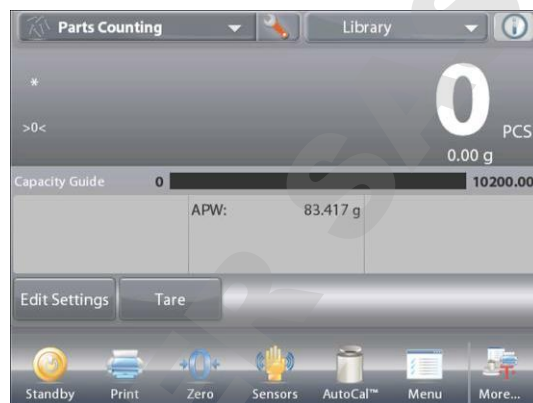 Parts Counting
Library
*
0
PCS
>0<
0.00 g
Capacity Guide 0 10200.00
APW: 83.417 g
Edit Settings Tare
Standby Print Zero Sensors AutoCal™ Menu More...